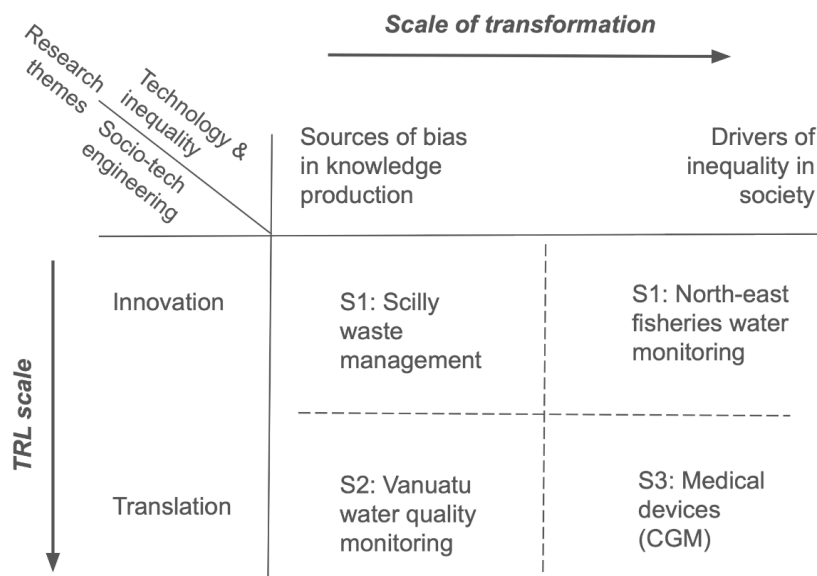 Scale of transformation
Research
themes
Technology &
inequality
Socio-tech
engineering
Sources of bias
in knowledge
production
Drivers of
inequality in
society
TRL scale
Innovation
S1: Scilly
waste
management
S1: North-east
fisheries water
monitoring
Translation
S2: Vanuatu
water quality
monitoring
S3: Medical
devices
(CGM)